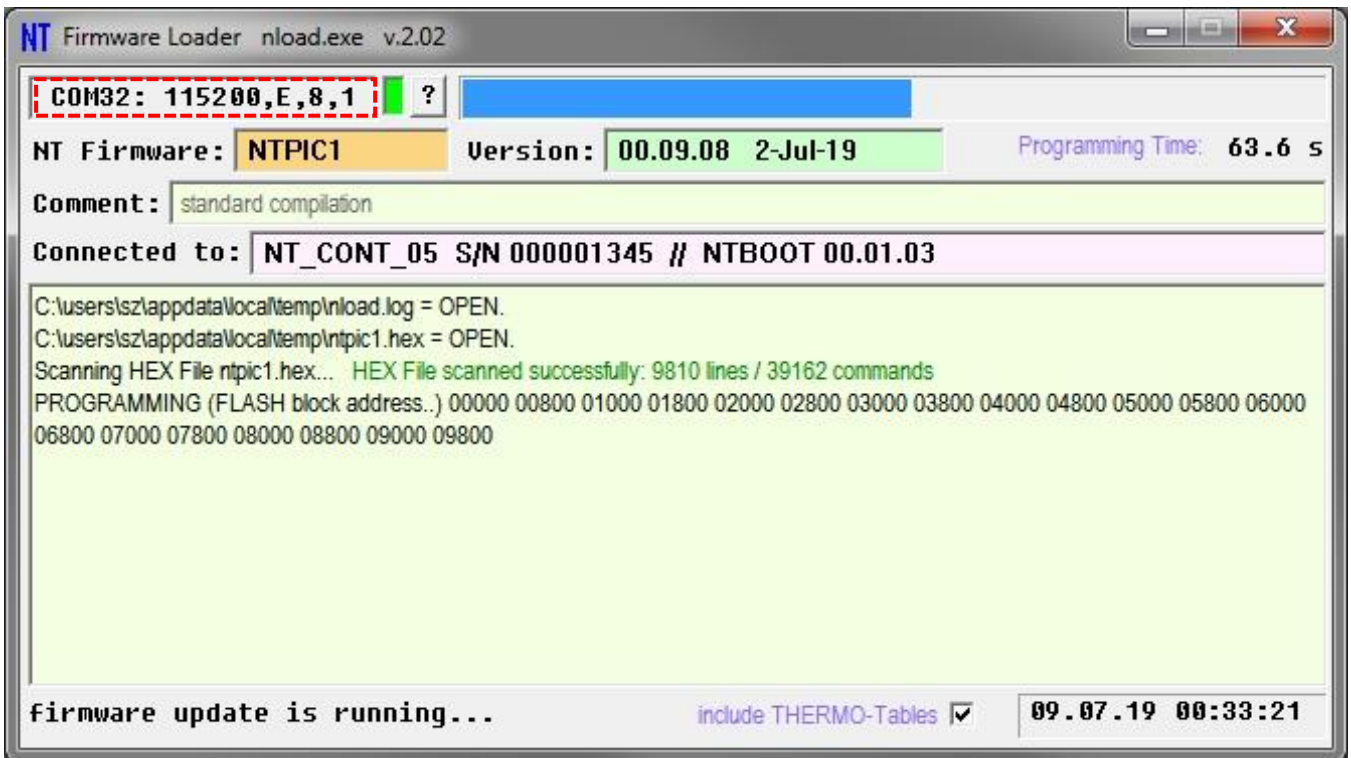 NT Firmware Loader nload.exe v.2.02
COM32: 115200,E,8,1 ?
NT Firmware: NTPIC1 Version: 00.09.08 2-Jul-19 Programming Time: 63.6 s
Comment: standard compilation
Connected to: NT_CONT_05 S/N 000001345 // NTBOOT 00.01.03
C:\users\sz\appdata\local\temp\nload.log = OPEN.
C:\users\sz\appdata\local\temp\ntpic1.hex = OPEN.
Scanning HEX File ntpic1.hex... HEX File scanned successfully: 9810 lines / 39162 commands
PROGRAMMING (FLASH block address..) 00000 00800 01000 01800 02000 02800 03000 03800 04000 04800 05000 05800 06000
06800 07000 07800 08000 08800 09000 09800
firmware update is running... include THERMO-Tables 09.07.19 00:33:21